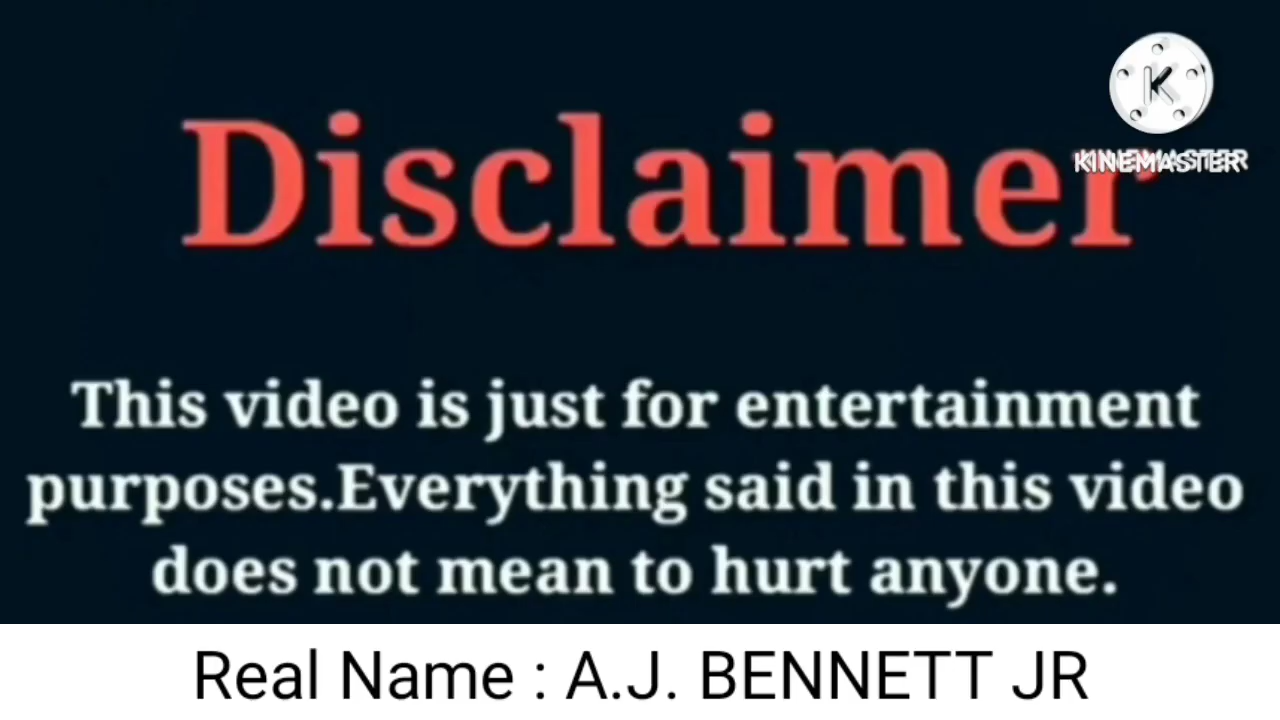 Disclaimer
K
KINEMASTER
This video is just for entertainment
purposes.Everything said in this video
does not mean to hurt anyone.
Real Name : A.J. BENNETT JR